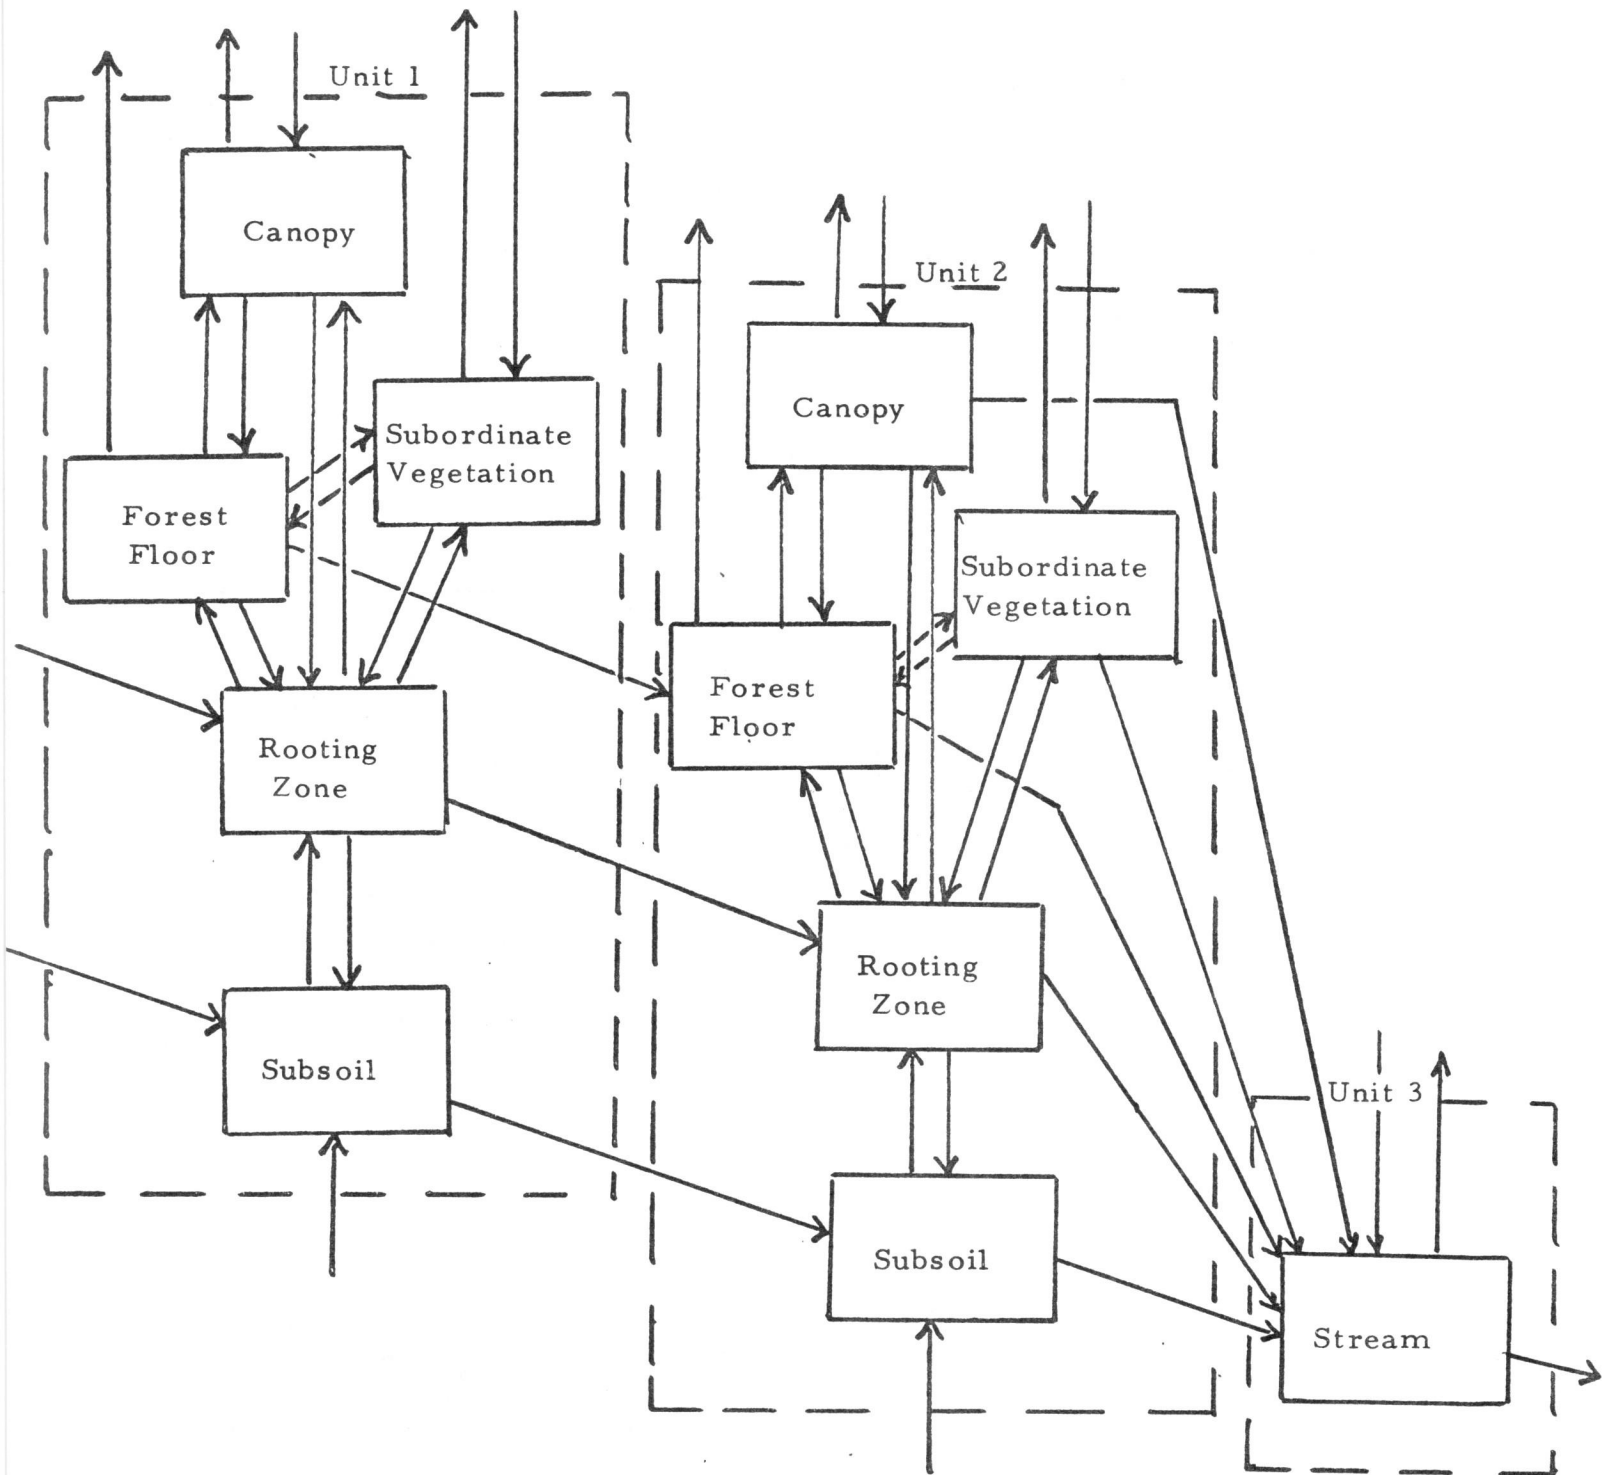 Unit 1
Canopy
Subordinate
Vegetation
Forest
Floor
Rooting
Zone
Subsoil
Unit 2
Canopy
Subordinate
Vegetation
Forest
Floor
Rooting
Zone
Subsoil
Unit 3
Stream